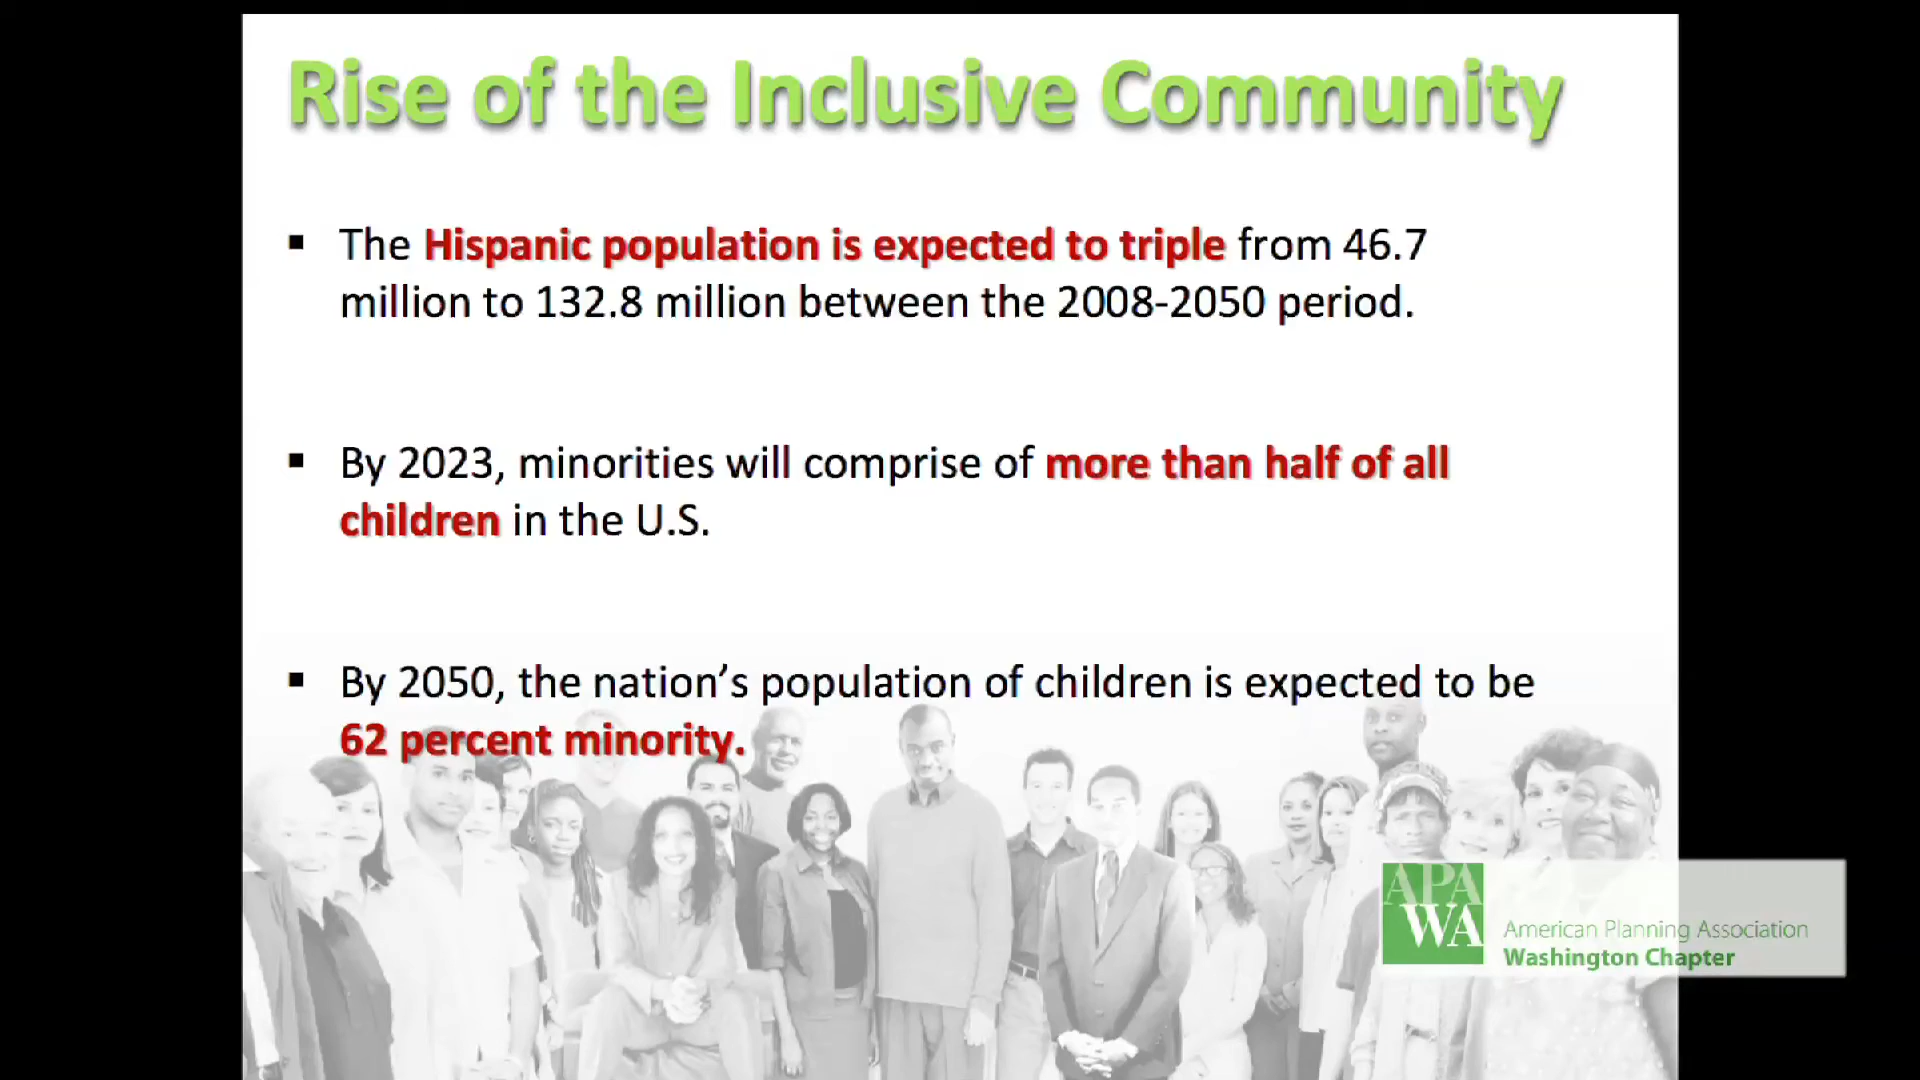 Rise of the Inclusive Community
▪ The Hispanic population is expected to triple from 46.7
million to 132.8 million between the 2008-2050 period.
▪ By 2023, minorities will comprise of more than half of all
children in the U.S.
▪ By 2050, the nation’s population of children is expected to be
62 percent minority.
APA
WA
American Planning Association
Washington Chapter